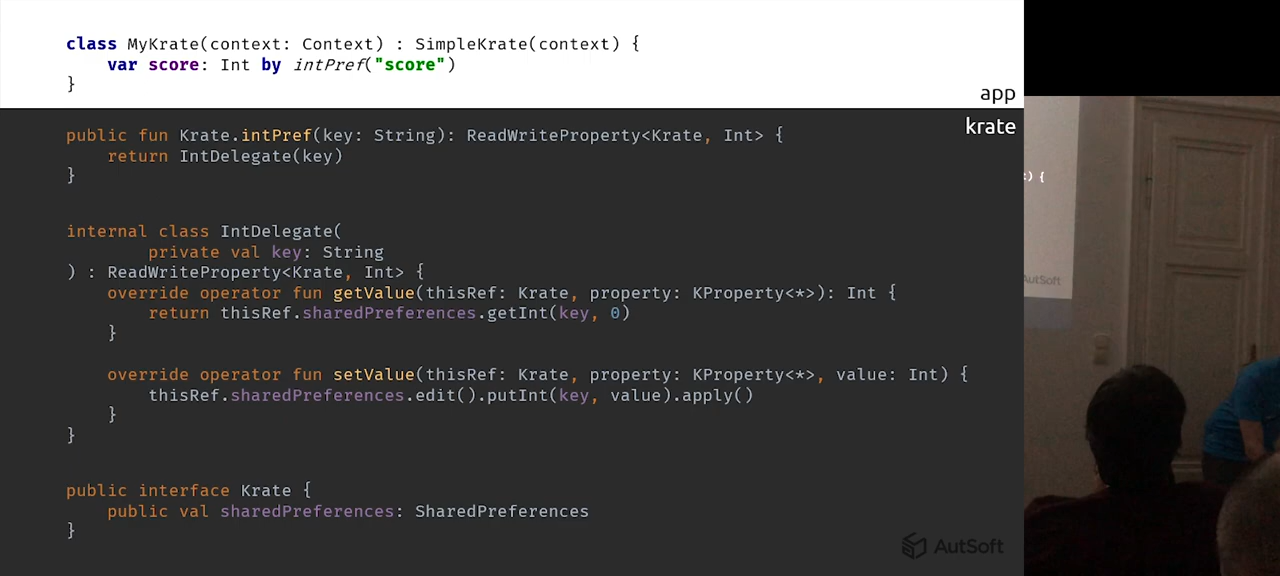 class MyKrate(context: Context) : SimpleKrate(context) {
    var score: Int by intPref("score")
}
app
krate
public fun Krate.intPref(key: String): ReadWriteProperty<Krate, Int> {
    return IntDelegate(key)
}
internal class IntDelegate(
        private val key: String
) : ReadWriteProperty<Krate, Int> {
    override operator fun getValue(thisRef: Krate, property: KProperty<*>): Int {
        return thisRef.sharedPreferences.getInt(key, 0)
    }
    override operator fun setValue(thisRef: Krate, property: KProperty<*>, value: Int) {
        thisRef.sharedPreferences.edit().putInt(key, value).apply()
    }
}
public interface Krate {
    public val sharedPreferences: SharedPreferences
}
AutSoft
) {
AutSoft